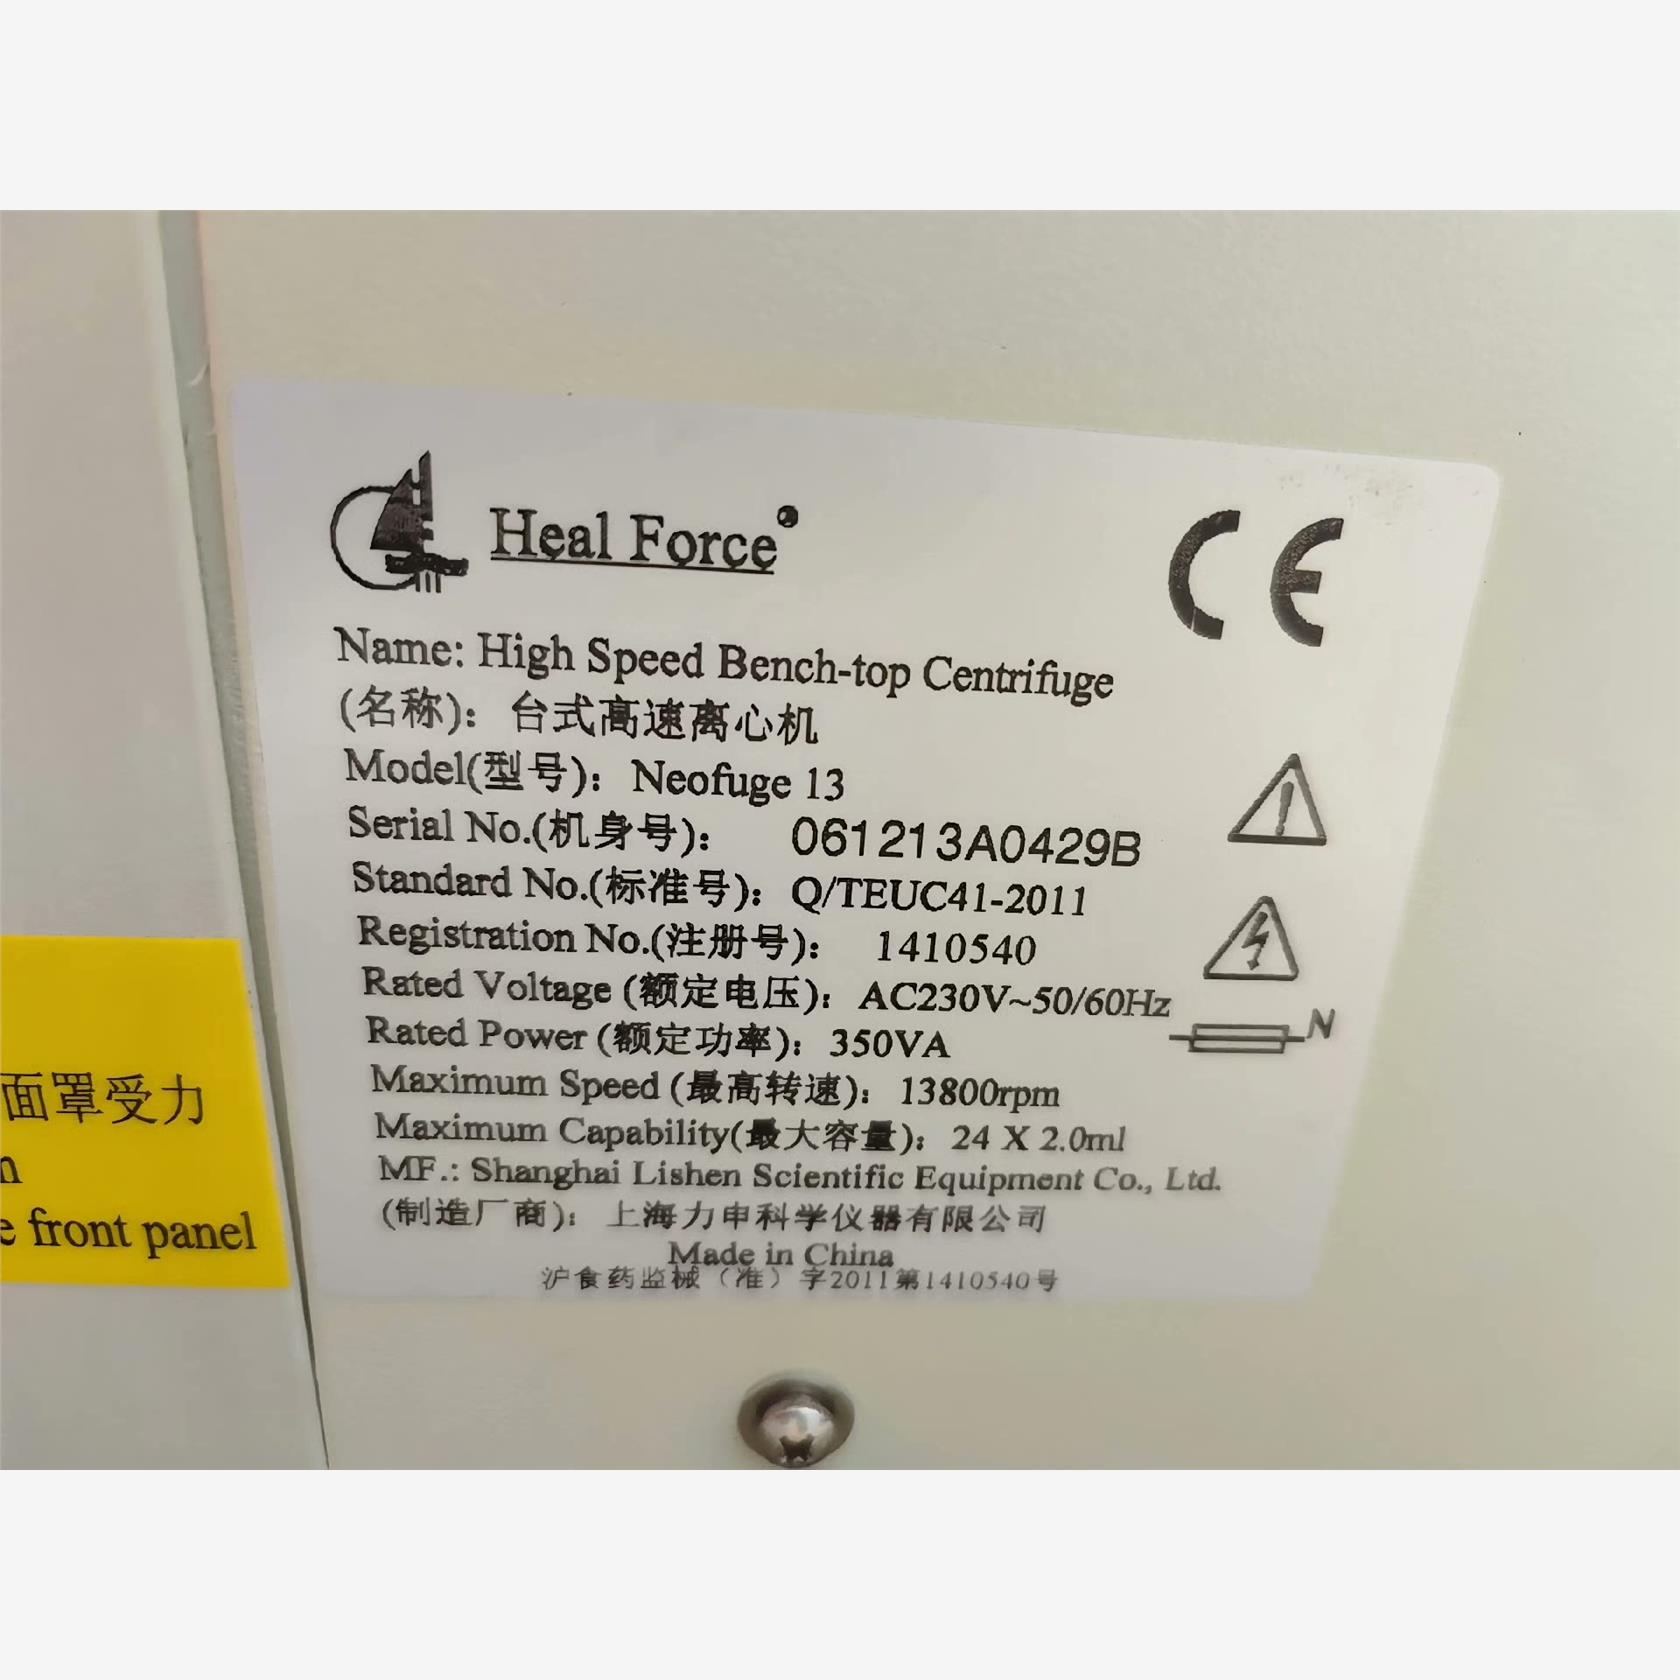 Heal Force
CE
Name: High Speed Bench-top Centrifuge
(名称): 台式高速离心机
Model(型号): Neofuge 13
Serial No.(机身号): 061213A0429B
Standard No.(标准号): Q/TEUC41-2011
Registration No.(注册号): 1410540
Rated Voltage (额定电压): AC230V~50/60Hz
N
Rated Power (额定功率): 350VA
Maximum Speed (最高转速): 13800rpm
Maximum Capability(最大容量): 24 X 2.0ml
MF.: Shanghai Lishen Scientific Equipment Co., Ltd.
(制造厂商): 上海力申科学仪器有限公司
Made in China
沪食药监械（准）字2011第1410540号
面罩受力
front panel